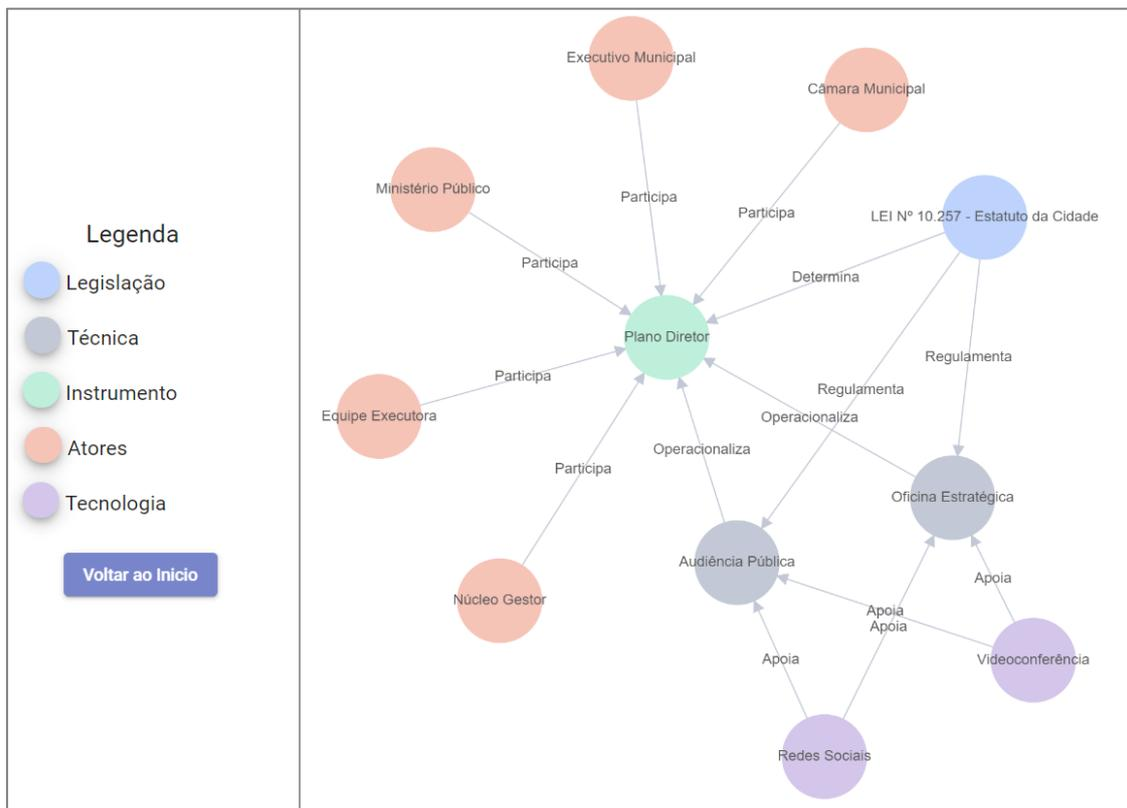 Legenda
Legislação
Técnica
Instrumento
Atores
Tecnologia
Voltar ao Inicio
Executivo Municipal
Câmara Municipal
Ministério Público
Participa
Participa
LEI Nº 10.257 - Estatuto da Cidade
Participa
Determina
Plano Diretor
Regulamenta
Participa
Regulamenta
Equipe Executora
Operacionaliza
Operacionaliza
Participa
Oficina Estratégica
Audiência Pública
Apoia
Núcleo Gestor
Apoia
Apoia
Apoia
Videoconferência
Redes Sociais